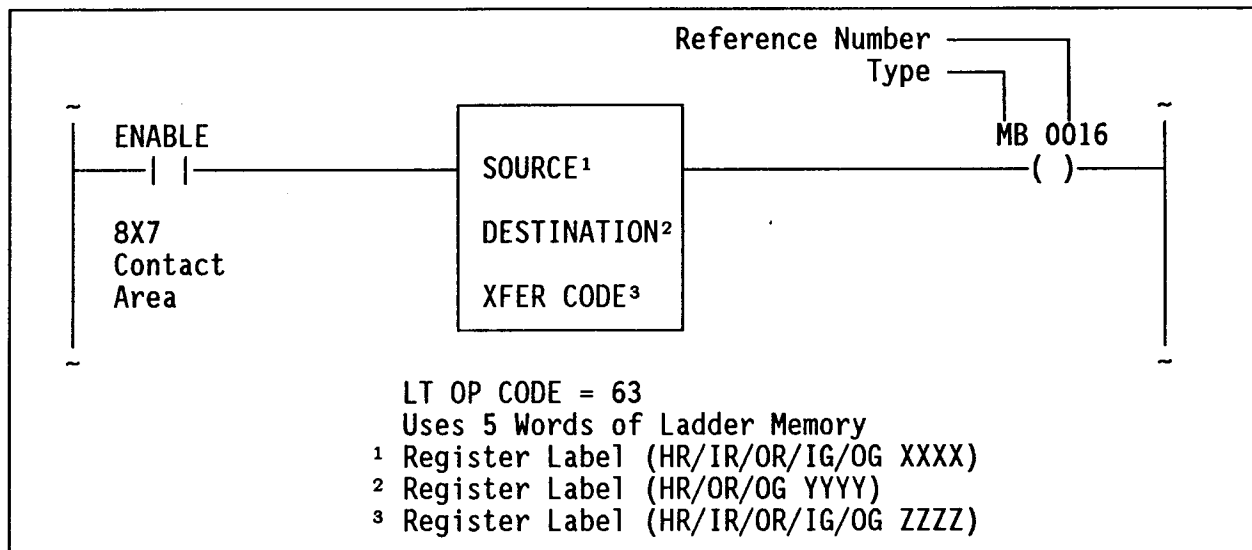 Reference Number
Type
~ ~
ENABLE MB 0016
SOURCE¹ ( )
8X7 DESTINATION²
Contact
Area XFER CODE³
~ ~
LT OP CODE = 63
Uses 5 Words of Ladder Memory
¹ Register Label (HR/IR/OR/IG/OG XXXX)
² Register Label (HR/OR/OG YYYY)
³ Register Label (HR/IR/OR/IG/OG ZZZZ)